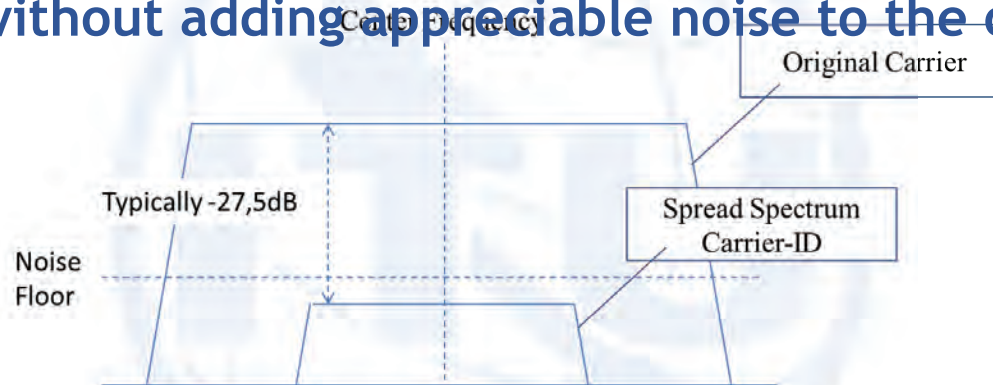 without adding appreciable noise to the
Center Frequency
Original Carrier
Typically -27,5dB
Spread Spectrum
Carrier-ID
Noise
Floor